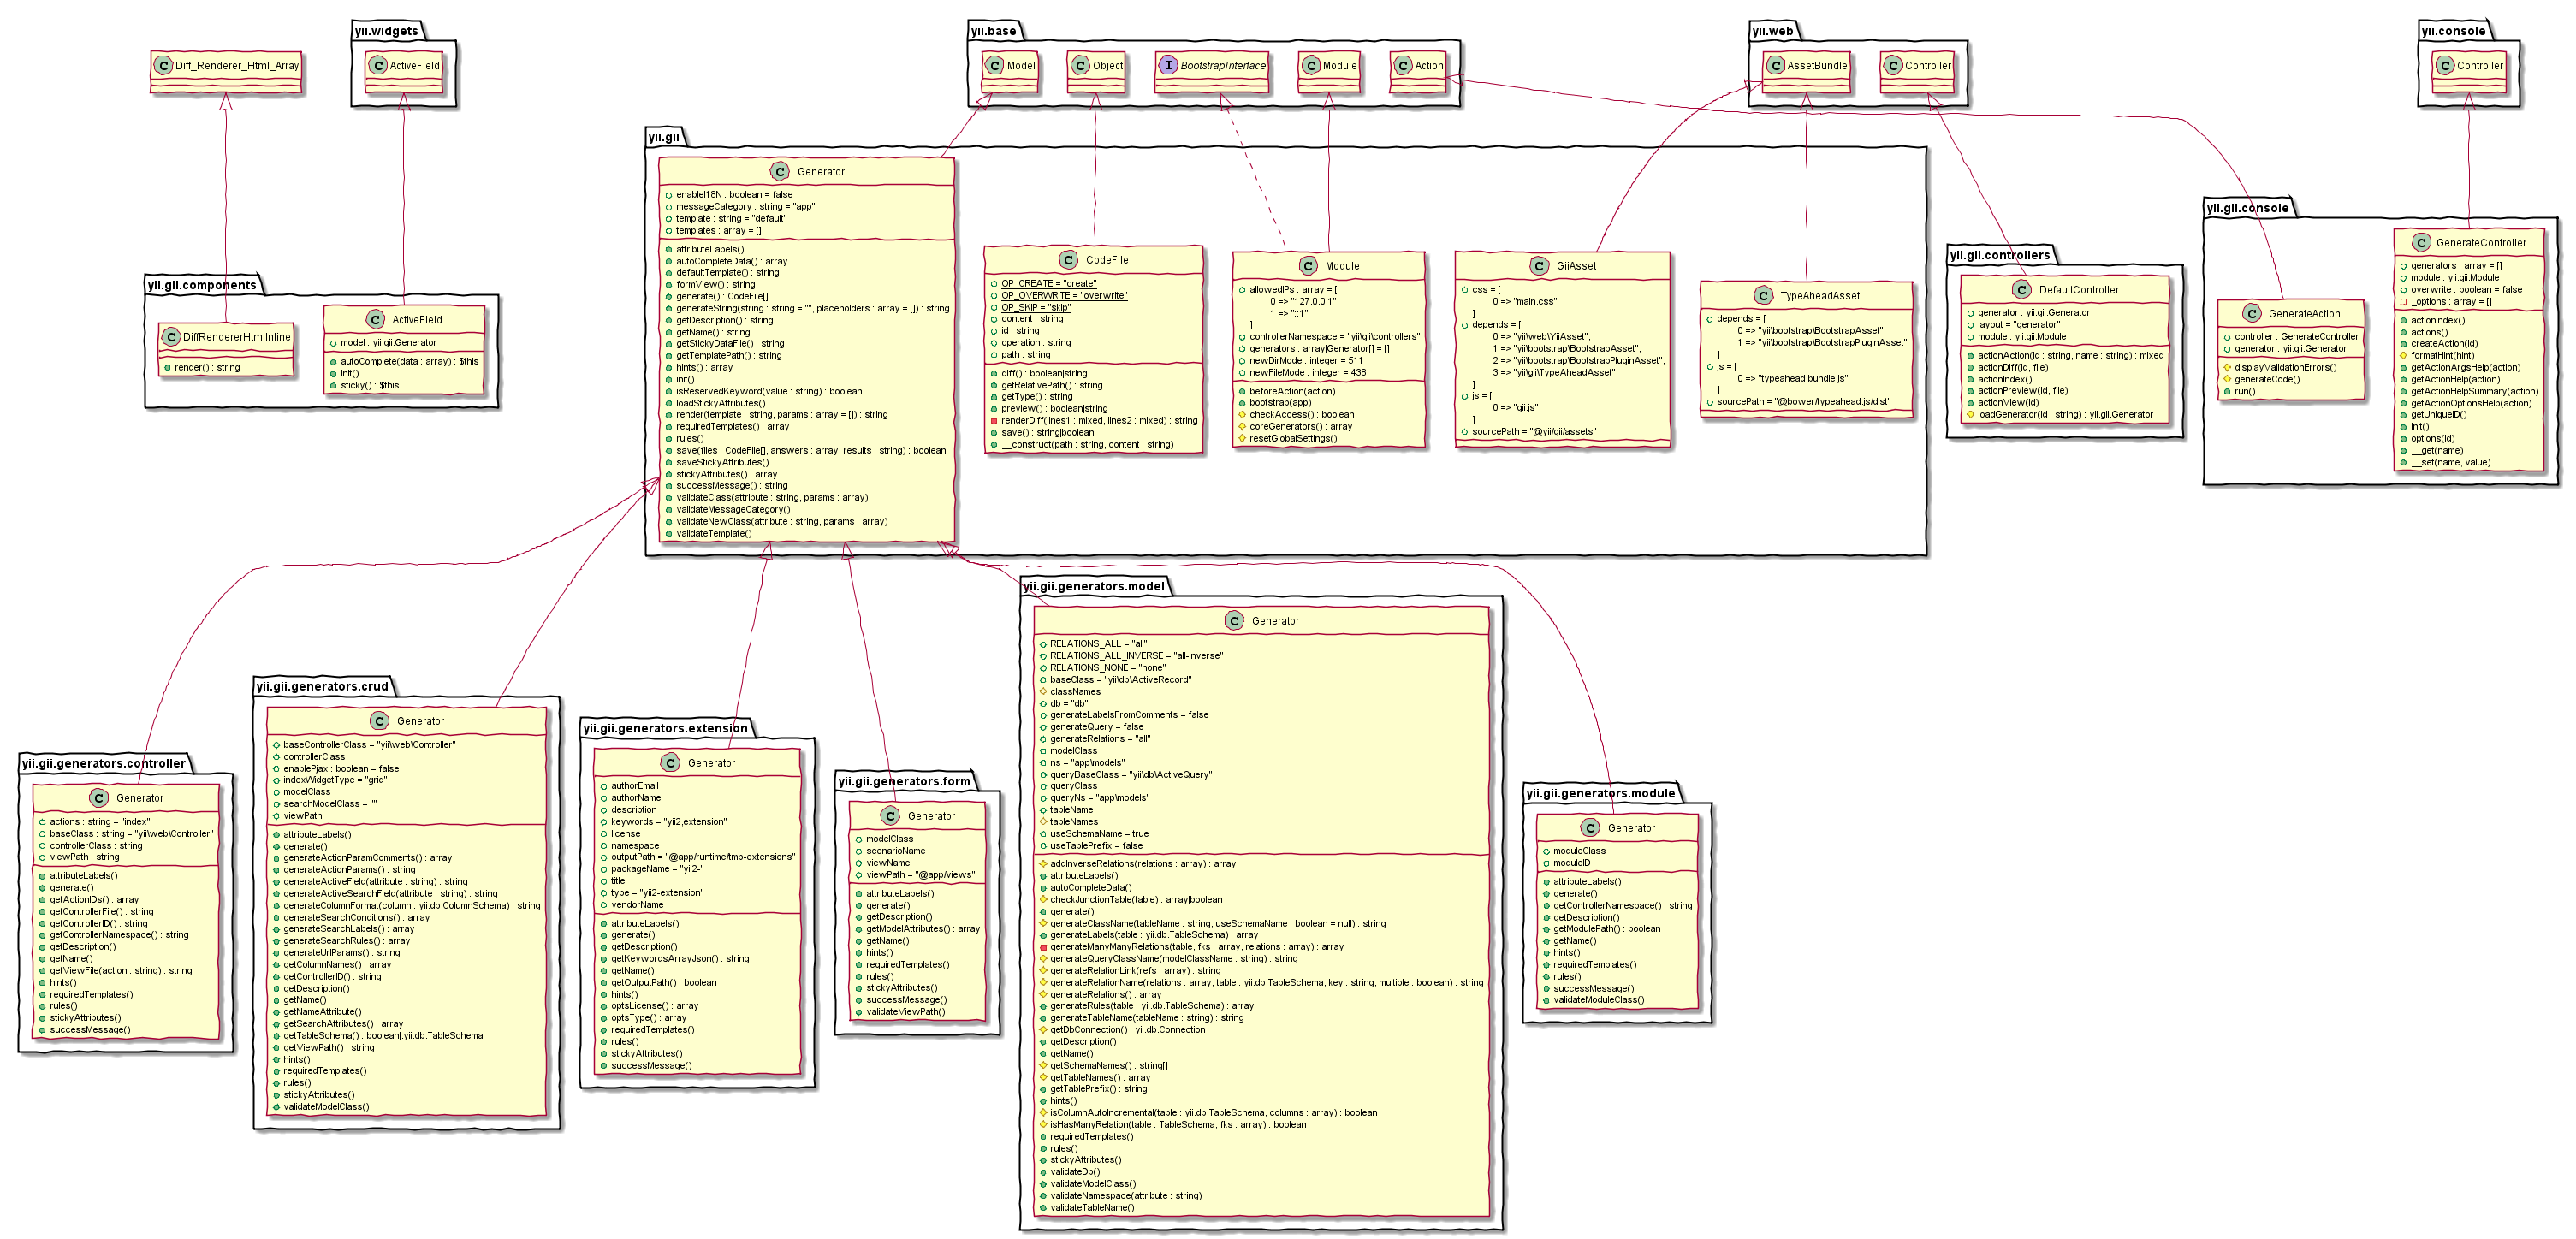 Diff_Renderer_Html_Array
yii.widgets
ActiveField
yii.base
Model
Object
BootstrapInterface
Module
Action
yii.web
AssetBundle
Controller
yii.console
Controller
yii.gii
Generator
enableI18N : boolean = false
messageCategory : string = "app"
template : string = "default"
templates : array = []
attributeLabels()
autoCompleteData() : array
defaultTemplate() : string
formView() : string
generate() : CodeFile[]
generateString(string : string = "", placeholders : array = []) : string
getDescription() : string
getName() : string
getStickyDataFile() : string
getTemplatePath() : string
hints() : array
init()
isReservedKeyword(value : string) : boolean
loadStickyAttributes()
render(template : string, params : array = []) : string
requiredTemplates() : array
rules()
save(files : CodeFile[], answers : array, results : string) : boolean
saveStickyAttributes()
stickyAttributes() : array
successMessage() : string
validateClass(attribute : string, params : array)
validateMessageCategory()
validateNewClass(attribute : string, params : array)
validateTemplate()
CodeFile
OP_CREATE = "create"
OP_OVERWRITE = "overwrite"
OP_SKIP = "skip"
content : string
id : string
operation : string
path : string
diff() : boolean|string
getRelativePath() : string
getType() : string
preview() : boolean|string
renderDiff(lines1 : mixed, lines2 : mixed) : string
save() : string|boolean
__construct(path : string, content : string)
Module
allowedIPs : array = [
0 => "127.0.0.1",
1 => "::1"
]
controllerNamespace = "yii\gii\controllers"
generators : array|Generator[] = []
newDirMode : integer = 511
newFileMode : integer = 438
beforeAction(action)
bootstrap(app)
checkAccess() : boolean
coreGenerators() : array
resetGlobalSettings()
GiiAsset
css = [
0 => "main.css"
]
depends = [
0 => "yii\web\YiiAsset",
1 => "yii\bootstrap\BootstrapAsset",
2 => "yii\bootstrap\BootstrapPluginAsset",
3 => "yii\gii\TypeAheadAsset"
]
js = [
0 => "gii.js"
]
sourcePath = "@yii/gii/assets"
TypeAheadAsset
depends = [
0 => "yii\bootstrap\BootstrapAsset",
1 => "yii\bootstrap\BootstrapPluginAsset"
]
js = [
0 => "typeahead.bundle.js"
]
sourcePath = "@bower/typeahead.js/dist"
yii.gii.controllers
DefaultController
generator : yii.gii.Generator
layout = "generator"
module : yii.gii.Module
actionAction(id : string, name : string) : mixed
actionDiff(id, file)
actionIndex()
actionPreview(id, file)
actionView(id)
loadGenerator(id : string) : yii.gii.Generator
yii.gii.console
GenerateAction
controller : GenerateController
generator : yii.gii.Generator
displayValidationErrors()
generateCode()
run()
GenerateController
generators : array = []
module : yii.gii.Module
overwrite : boolean = false
_options : array = []
actionIndex()
actions()
createAction(id)
formatHint(hint)
getActionArgsHelp(action)
getActionHelp(action)
getActionHelpSummary(action)
getActionOptionsHelp(action)
getUniqueID()
init()
options(id)
__get(name)
__set(name, value)
yii.gii.components
DiffRendererHtmlInline
render() : string
ActiveField
model : yii.gii.Generator
autoComplete(data : array) : $this
init()
sticky() : $this
yii.gii.generators.controller
Generator
actions : string = "index"
baseClass : string = "yii\web\Controller"
controllerClass : string
viewPath : string
attributeLabels()
generate()
getActionIDs() : array
getControllerFile() : string
getControllerID() : string
getControllerNamespace() : string
getDescription()
getName()
getViewFile(action : string) : string
hints()
requiredTemplates()
rules()
stickyAttributes()
successMessage()
yii.gii.generators.crud
Generator
baseControllerClass = "yii\web\Controller"
controllerClass
enablePjax : boolean = false
indexWidgetType = "grid"
modelClass
searchModelClass = ""
viewPath
attributeLabels()
generate()
generateActionParamComments() : array
generateActionParams() : string
generateActiveField(attribute : string) : string
generateActiveSearchField(attribute : string) : string
generateColumnFormat(column : yii.db.ColumnSchema) : string
generateSearchConditions() : array
generateSearchLabels() : array
generateSearchRules() : array
generateUrlParams() : string
getColumnNames() : array
getControllerID() : string
getDescription()
getName()
getNameAttribute()
getSearchAttributes() : array
getTableSchema() : boolean|.yii.db.TableSchema
getViewPath() : string
hints()
requiredTemplates()
rules()
stickyAttributes()
validateModelClass()
yii.gii.generators.extension
Generator
authorEmail
authorName
description
keywords = "yii2,extension"
license
namespace
outputPath = "@app/runtime/tmp-extensions"
packageName = "yii2-"
title
type = "yii2-extension"
vendorName
attributeLabels()
generate()
getDescription()
getKeywordsArrayJson() : string
getName()
getOutputPath() : boolean
hints()
optsLicense() : array
optsType() : array
requiredTemplates()
rules()
stickyAttributes()
successMessage()
yii.gii.generators.form
Generator
modelClass
scenarioName
viewName
viewPath = "@app/views"
attributeLabels()
generate()
getDescription()
getModelAttributes() : array
getName()
hints()
requiredTemplates()
rules()
stickyAttributes()
successMessage()
validateViewPath()
yii.gii.generators.model
Generator
RELATIONS_ALL = "all"
RELATIONS_ALL_INVERSE = "all-inverse"
RELATIONS_NONE = "none"
baseClass = "yii\db\ActiveRecord"
classNames
db = "db"
generateLabelsFromComments = false
generateQuery = false
generateRelations = "all"
modelClass
ns = "app\models"
queryBaseClass = "yii\db\ActiveQuery"
queryClass
queryNs = "app\models"
tableName
tableNames
useSchemaName = true
useTablePrefix = false
addInverseRelations(relations : array) : array
attributeLabels()
autoCompleteData()
checkJunctionTable(table) : array|boolean
generate()
generateClassName(tableName : string, useSchemaName : boolean = null) : string
generateLabels(table : yii.db.TableSchema) : array
generateManyManyRelations(table, fks : array, relations : array) : array
generateQueryClassName(modelClassName : string) : string
generateRelationLink(refs : array) : string
generateRelationName(relations : array, table : yii.db.TableSchema, key : string, multiple : boolean) : string
generateRelations() : array
generateRules(table : yii.db.TableSchema) : array
generateTableName(tableName : string) : string
getDbConnection() : yii.db.Connection
getDescription()
getName()
getSchemaNames() : string[]
getTableNames() : array
getTablePrefix() : string
hints()
isColumnAutoIncremental(table : yii.db.TableSchema, columns : array) : boolean
isHasManyRelation(table : TableSchema, fks : array) : boolean
requiredTemplates()
rules()
stickyAttributes()
validateDb()
validateModelClass()
validateNamespace(attribute : string)
validateTableName()
yii.gii.generators.module
Generator
moduleClass
moduleID
attributeLabels()
generate()
getControllerNamespace() : string
getDescription()
getModulePath() : boolean
getName()
hints()
requiredTemplates()
rules()
successMessage()
validateModuleClass()